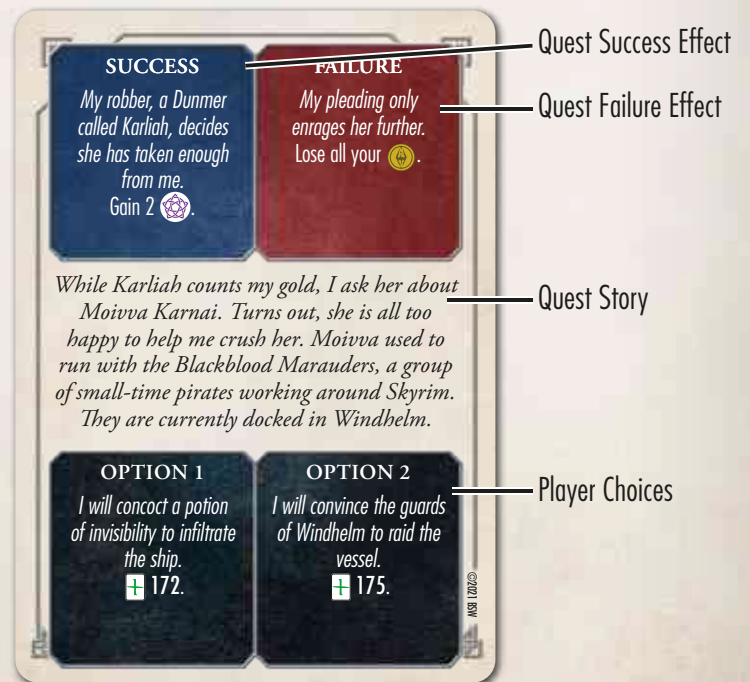 SUCCESS
My robber, a Dunmer
called Karliah, decides
she has taken enough
from me.
Gain 2 .
FAILURE
My pleading only
enrages her further.
Lose all your .
Quest Success Effect
Quest Failure Effect
While Karliah counts my gold, I ask her about
Moivva Karnai. Turns out, she is all too
happy to help me crush her. Moivva used to
run with the Blackblood Marauders, a group
of small-time pirates working around Skyrim.
They are currently docked in Windhelm.
Quest Story
OPTION 1
I will concoct a potion
of invisibility to infiltrate
the ship.
172.
OPTION 2
I will convince the guards
of Windhelm to raid the
vessel.
175.
Player Choices
©2021 BSW